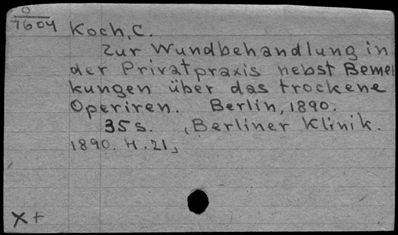 O
7604
Koch, C.
Zur Wundbehandlung in
der Privatpraxis nebst Bemer
kungen über das trockene
Operiren. Berlin, 1890.
35 s. (Berliner Klinik.
1890. H. 21)
X +